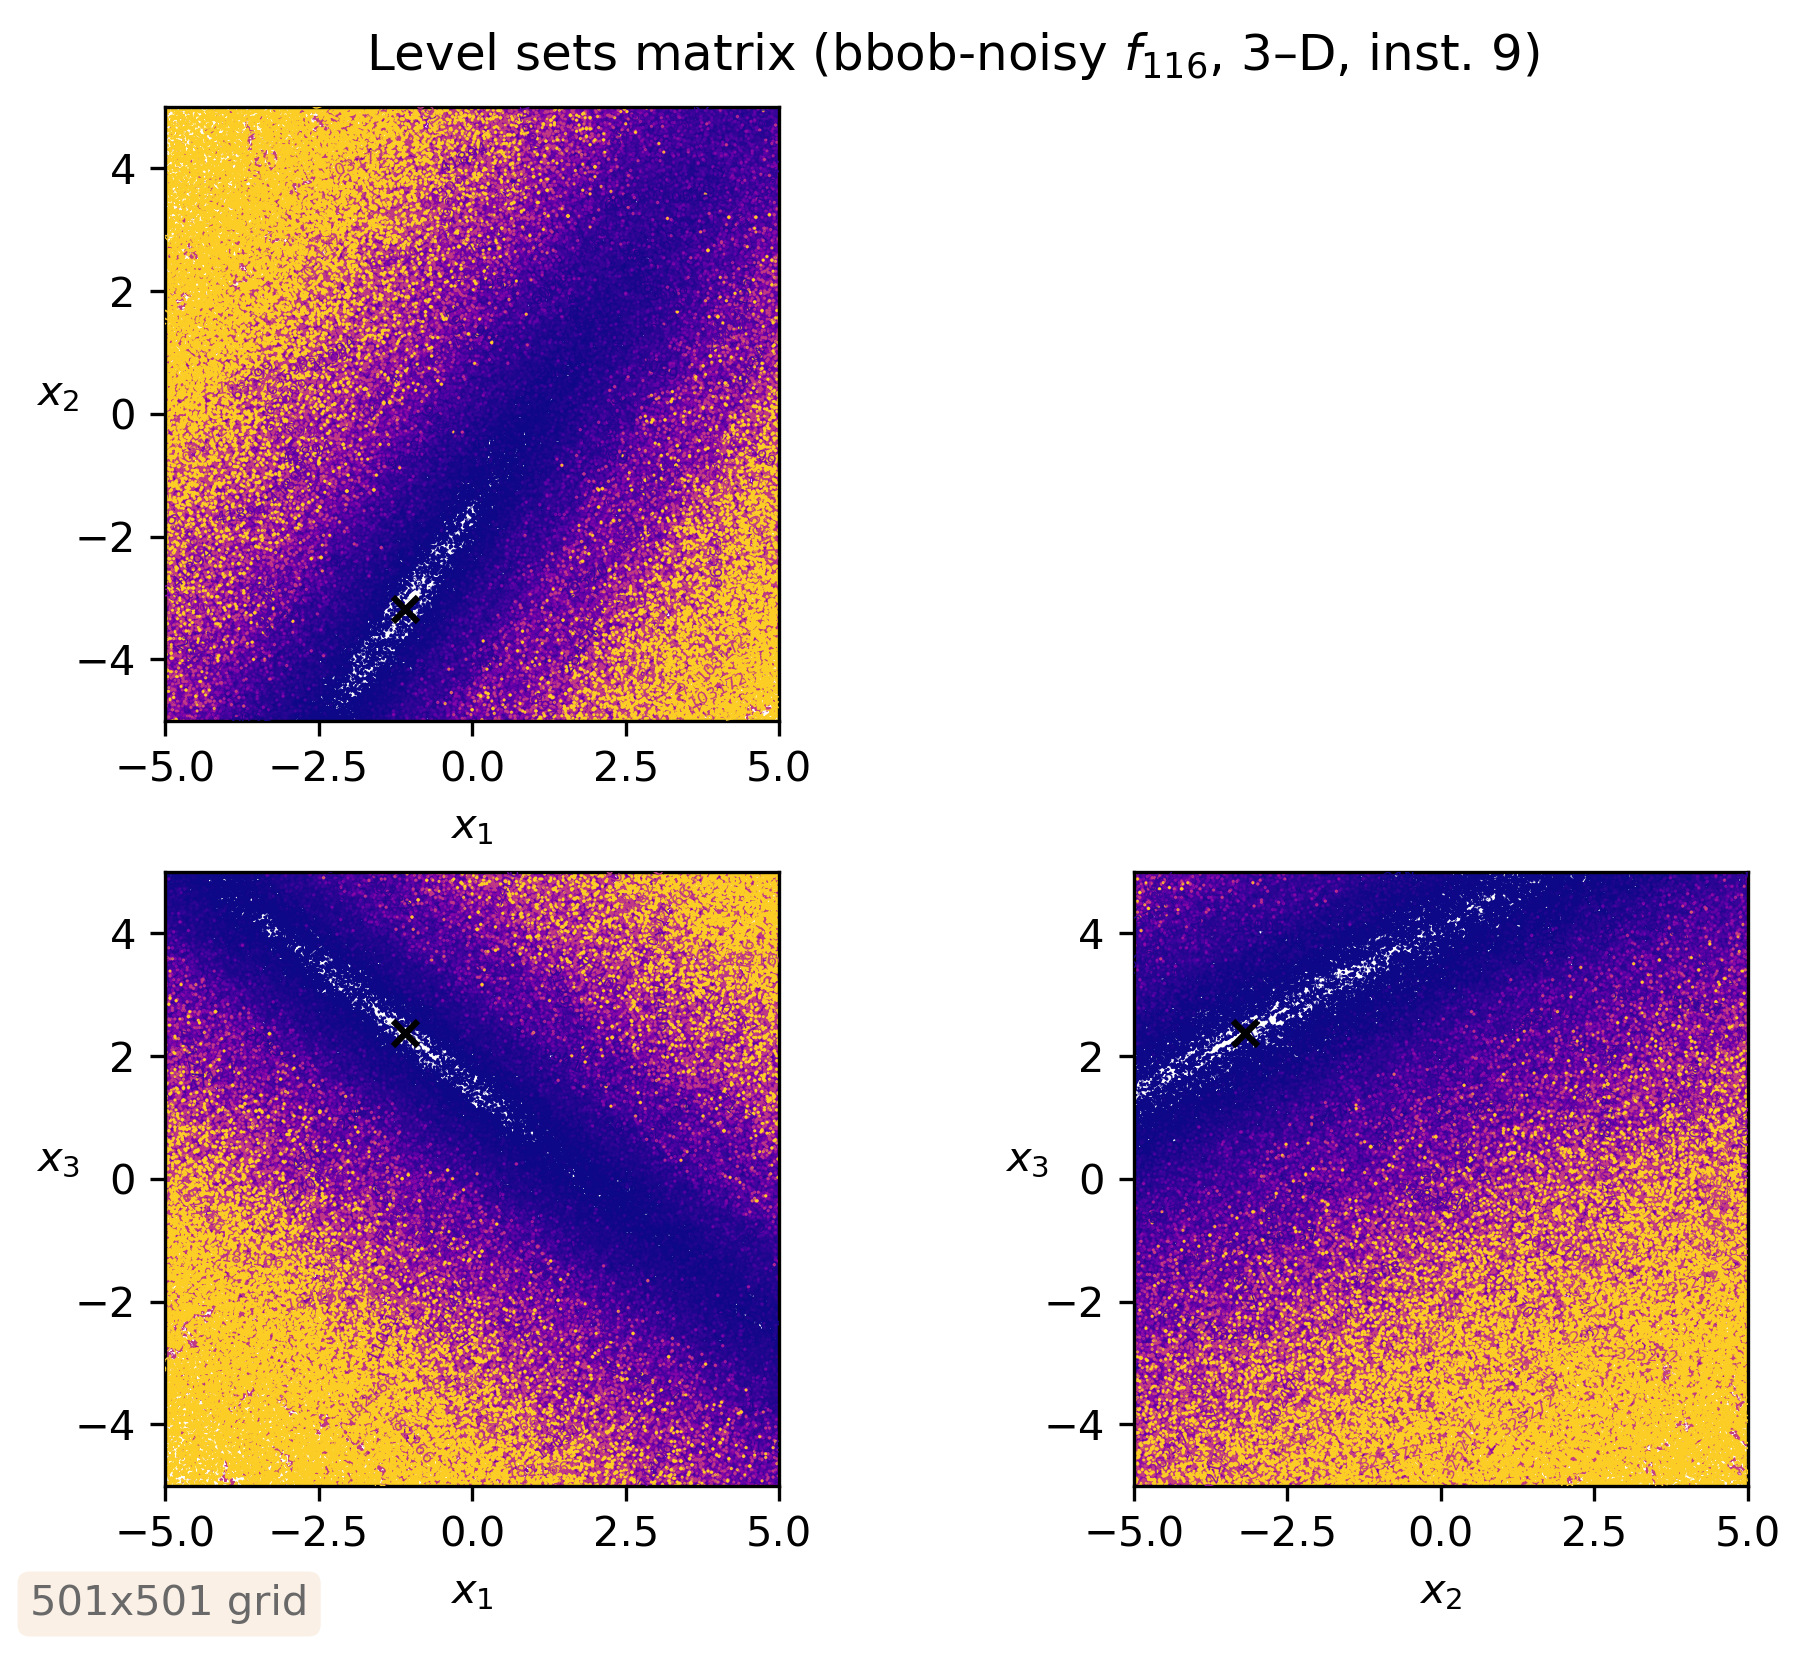 Level sets matrix (bbob-noisy f116, 3–D, inst. 9)
4
2
x2
0
−2
−4
−5.0 −2.5 0.0 2.5 5.0
x1
4 4
2 2
x3 0 x3 0
−2 −2
−4 −4
−5.0 −2.5 0.0 2.5 5.0 −5.0 −2.5 0.0 2.5 5.0
x1 x2
501x501 grid